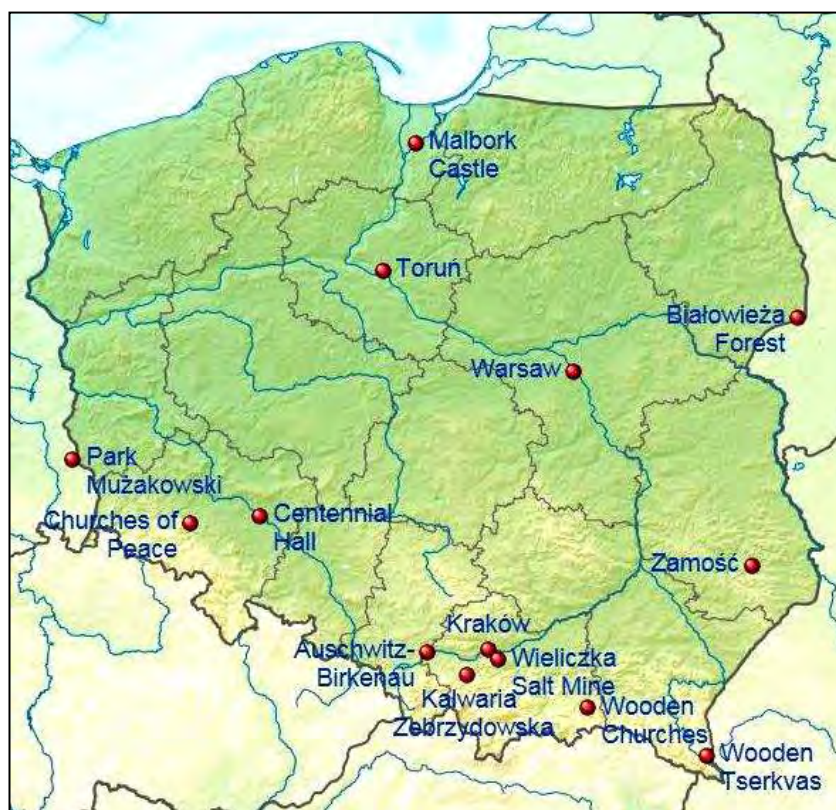 Malbork
Castle
Toruń
Białowieża
Forest
Warsaw
Park
Mużakowski
Churches of
Peace
Centennial
Hall
Zamość
Kraków
Auschwitz-
Birkenau
Wieliczka
Salt Mine
Kalwaria
Zebrzydowska
Wooden
Churches
Wooden
Tserkvas